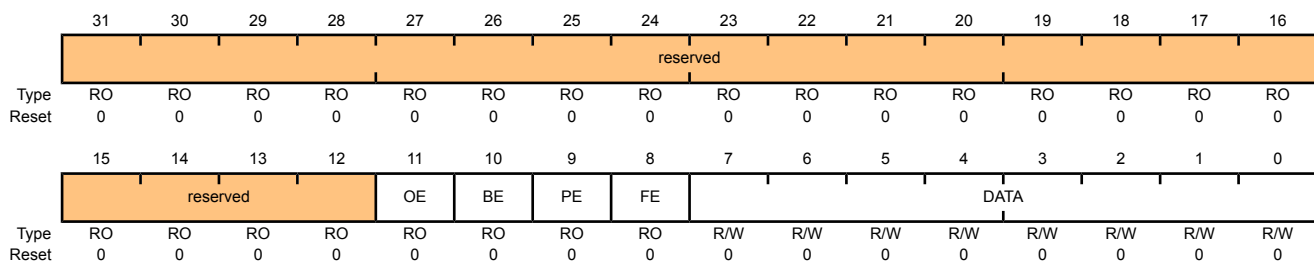 31 30 29 28 27 26 25 24 23 22 21 20 19 18 17 16
reserved
Type RO RO RO RO RO RO RO RO RO RO RO RO RO RO RO RO
Reset 0 0 0 0 0 0 0 0 0 0 0 0 0 0 0 0
15 14 13 12 11 10 9 8 7 6 5 4 3 2 1 0
reserved OE BE PE FE DATA
Type RO RO RO RO RO RO RO RO R/W R/W R/W R/W R/W R/W R/W R/W
Reset 0 0 0 0 0 0 0 0 0 0 0 0 0 0 0 0